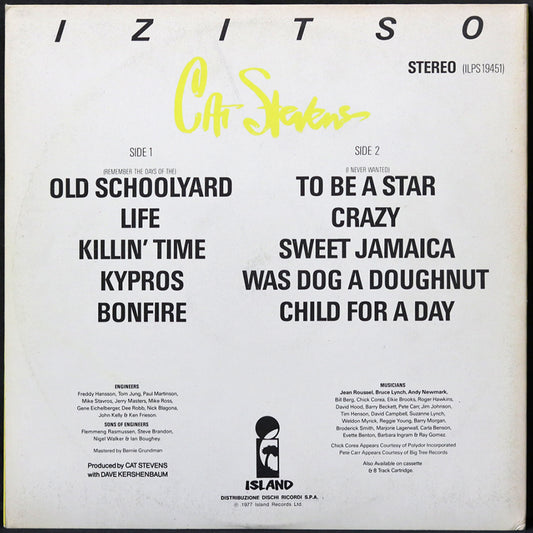 IZITSO
STEREO (ILPS 19451)
Cat Stevens
SIDE 1
(REMEMBER THE DAYS OF THE)
OLD SCHOOLYARD
LIFE
KILLIN' TIME
KYPROS
BONFIRE
SIDE 2
(I NEVER WANTED)
TO BE A STAR
CRAZY
SWEET JAMAICA
WAS DOG A DOUGHNUT
CHILD FOR A DAY
ENGINEERS
Freddy Hansson, Tom Jung, Paul Martinson,
Mike Stavros, Jerry Masters, Mike Ross,
Gene Eichelberger, Dee Robb, Nick Blagona,
John Kelly & Ken Frieson.
SONS OF ENGINEERS
Flemmeng Rasmussen, Steve Brandon,
Nigel Walker & Ian Boughey.
Mastered by Bernie Grundman
Produced by CAT STEVENS
with DAVE KERSHENBAUM
ISLAND
DISTRIBUZIONE DISCHI RICORDI S.P.A.
℗ 1977 Island Records Ltd.
MUSICIANS
Jean Roussel, Bruce Lynch, Andy Newmark,
Bill Berg, Chick Corea, Elkie Brooks, Roger Hawkins,
David Hood, Barry Beckett, Pete Carr, Jim Johnson,
Tim Henson, David Campbell, Suzanne Lynch,
Weldon Myrick, Reggie Young, Barry Morgan,
Broderick Smith, Marjorie Lagerwall, Carla Benson,
Evette Benton, Barbara Ingram & Ray Gomez.
Chick Corea Appears Courtesy of Polydor Incorporated
Pete Carr Appears Courtesy of Big Tree Records
Also Available on cassette
& 8 Track Cartridge.